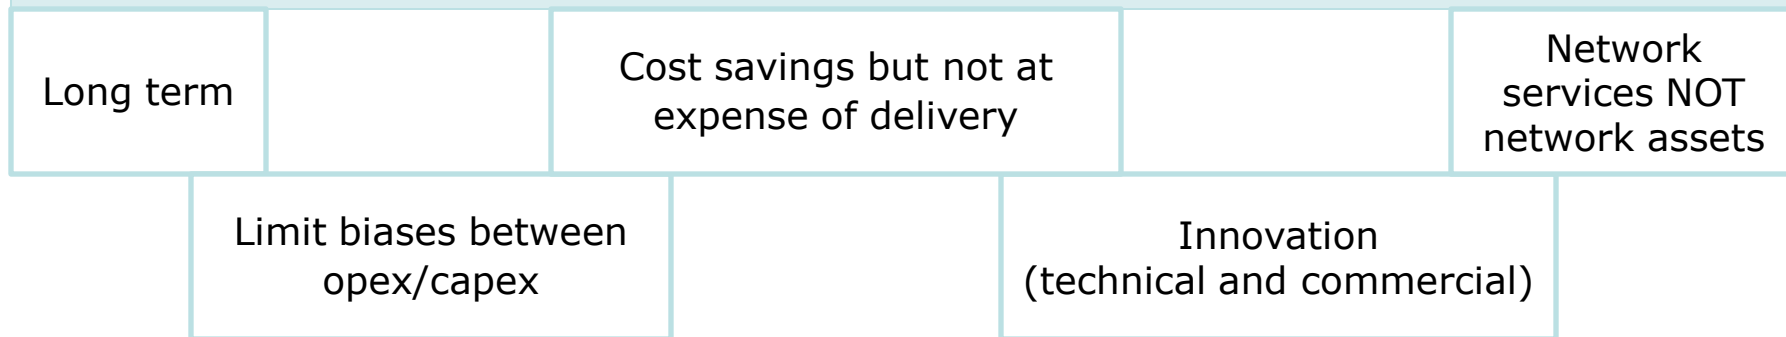 Long term
Cost savings but not at
expense of delivery
Network
services NOT
network assets
Limit biases between
opex/capex
Innovation
(technical and commercial)